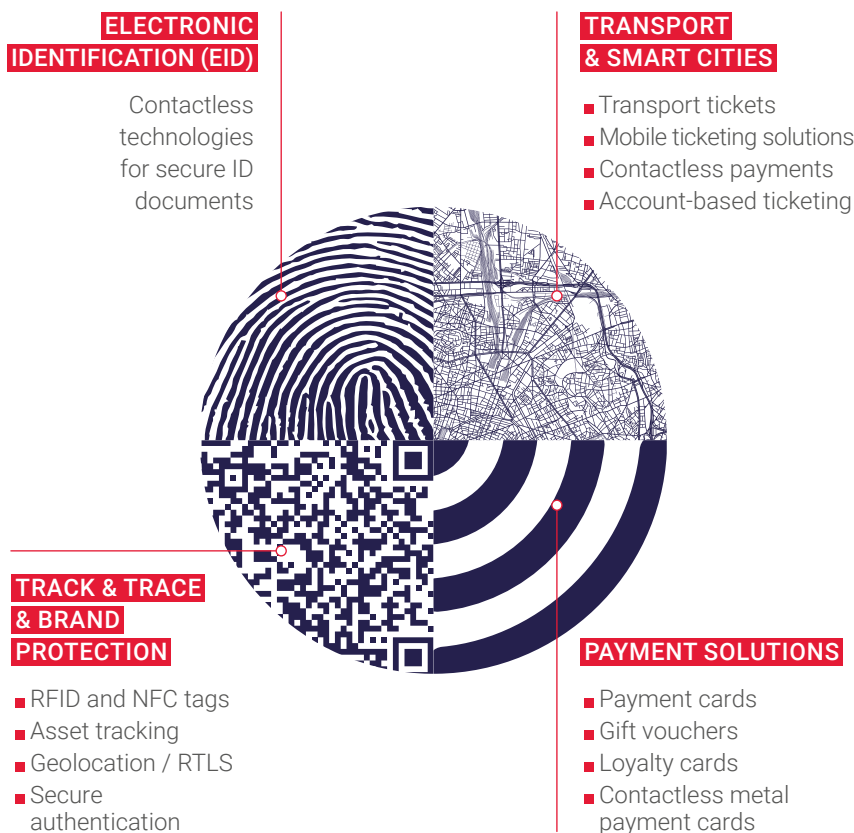 ELECTRONIC
IDENTIFICATION (EID)
Contactless
technologies
for secure ID
documents
TRANSPORT
& SMART CITIES
Transport tickets
Mobile ticketing solutions
Contactless payments
Account-based ticketing
TRACK & TRACE
& BRAND
PROTECTION
RFID and NFC tags
Asset tracking
Geolocation / RTLS
Secure
authentication
PAYMENT SOLUTIONS
Payment cards
Gift vouchers
Loyalty cards
Contactless metal
payment cards